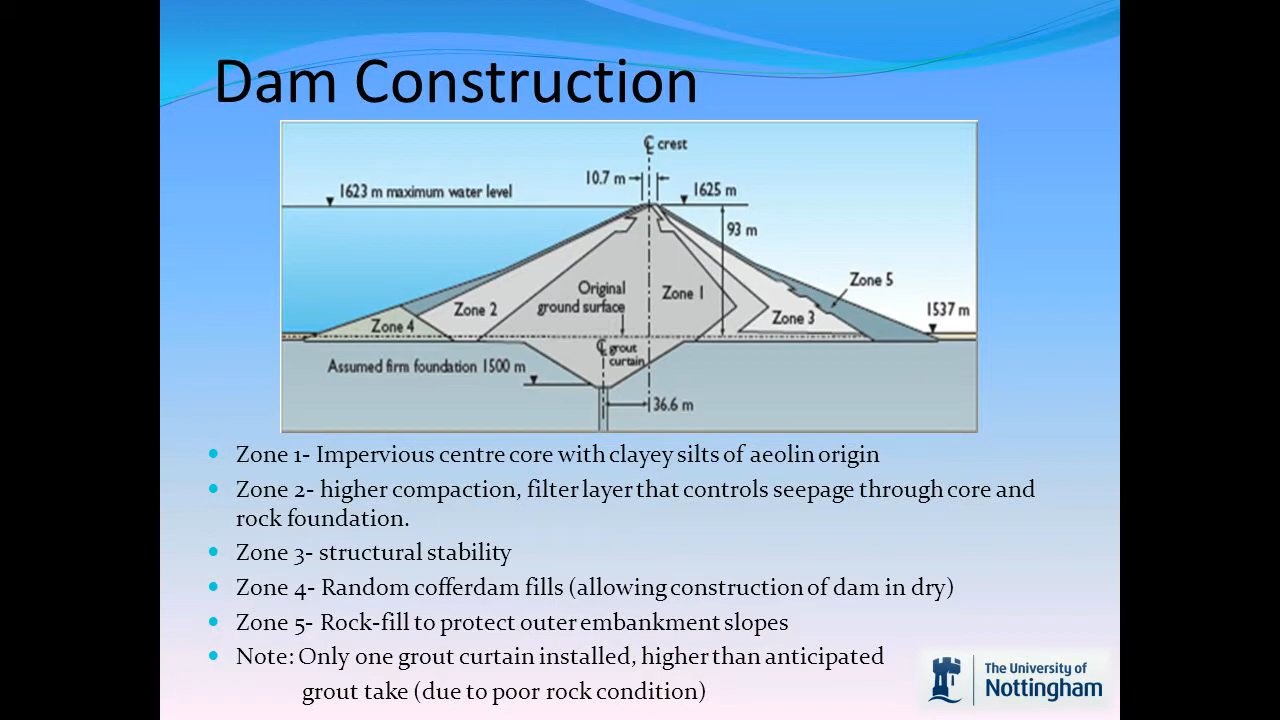 Dam Construction
℄ crest
10.7 m
1623 m maximum water level
1625 m
93 m
Zone 5
Original
ground surface
Zone 1
Zone 2
1537 m
Zone 3
Zone 4
℄ grout
curtain
Assumed firm foundation 1500 m
36.6 m
Zone 1- Impervious centre core with clayey silts of aeolin origin
Zone 2- higher compaction, filter layer that controls seepage through core and
rock foundation.
Zone 3- structural stability
Zone 4- Random cofferdam fills (allowing construction of dam in dry)
Zone 5- Rock-fill to protect outer embankment slopes
Note: Only one grout curtain installed, higher than anticipated
grout take (due to poor rock condition)
The University of
Nottingham